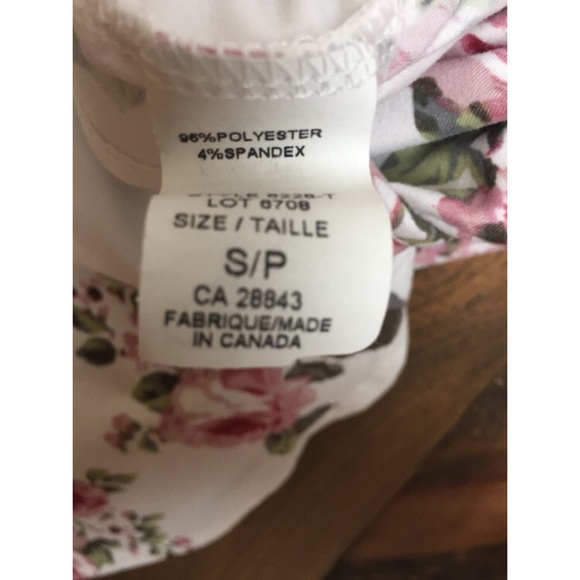 96%POLYESTER
4%SPANDEX
LOT 6708
SIZE / TAILLE
S/P
CA 28843
FABRIQUE/MADE
IN CANADA